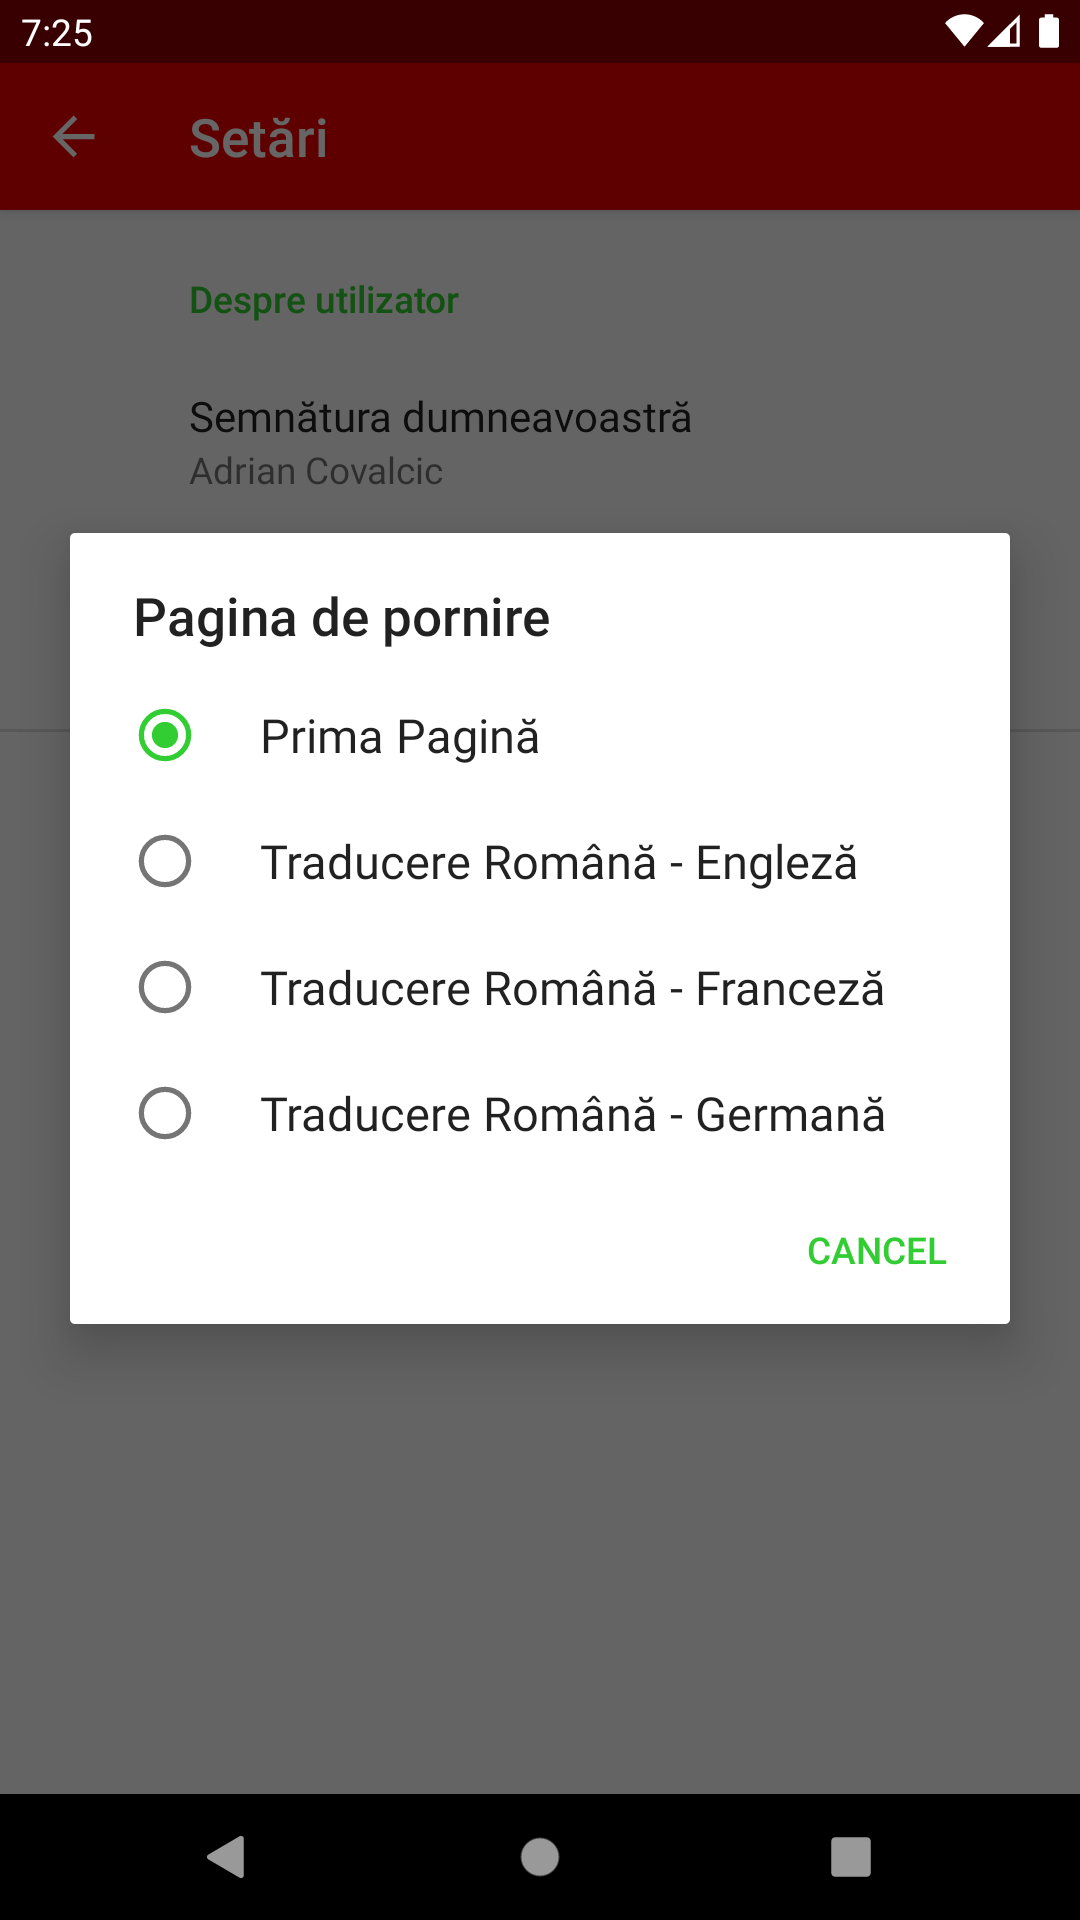 7:25
Setări
Despre utilizator
Semnătura dumneavoastră
Adrian Covalcic
Pagina de pornire
Prima Pagină
Traducere Română - Engleză
Traducere Română - Franceză
Traducere Română - Germană
CANCEL